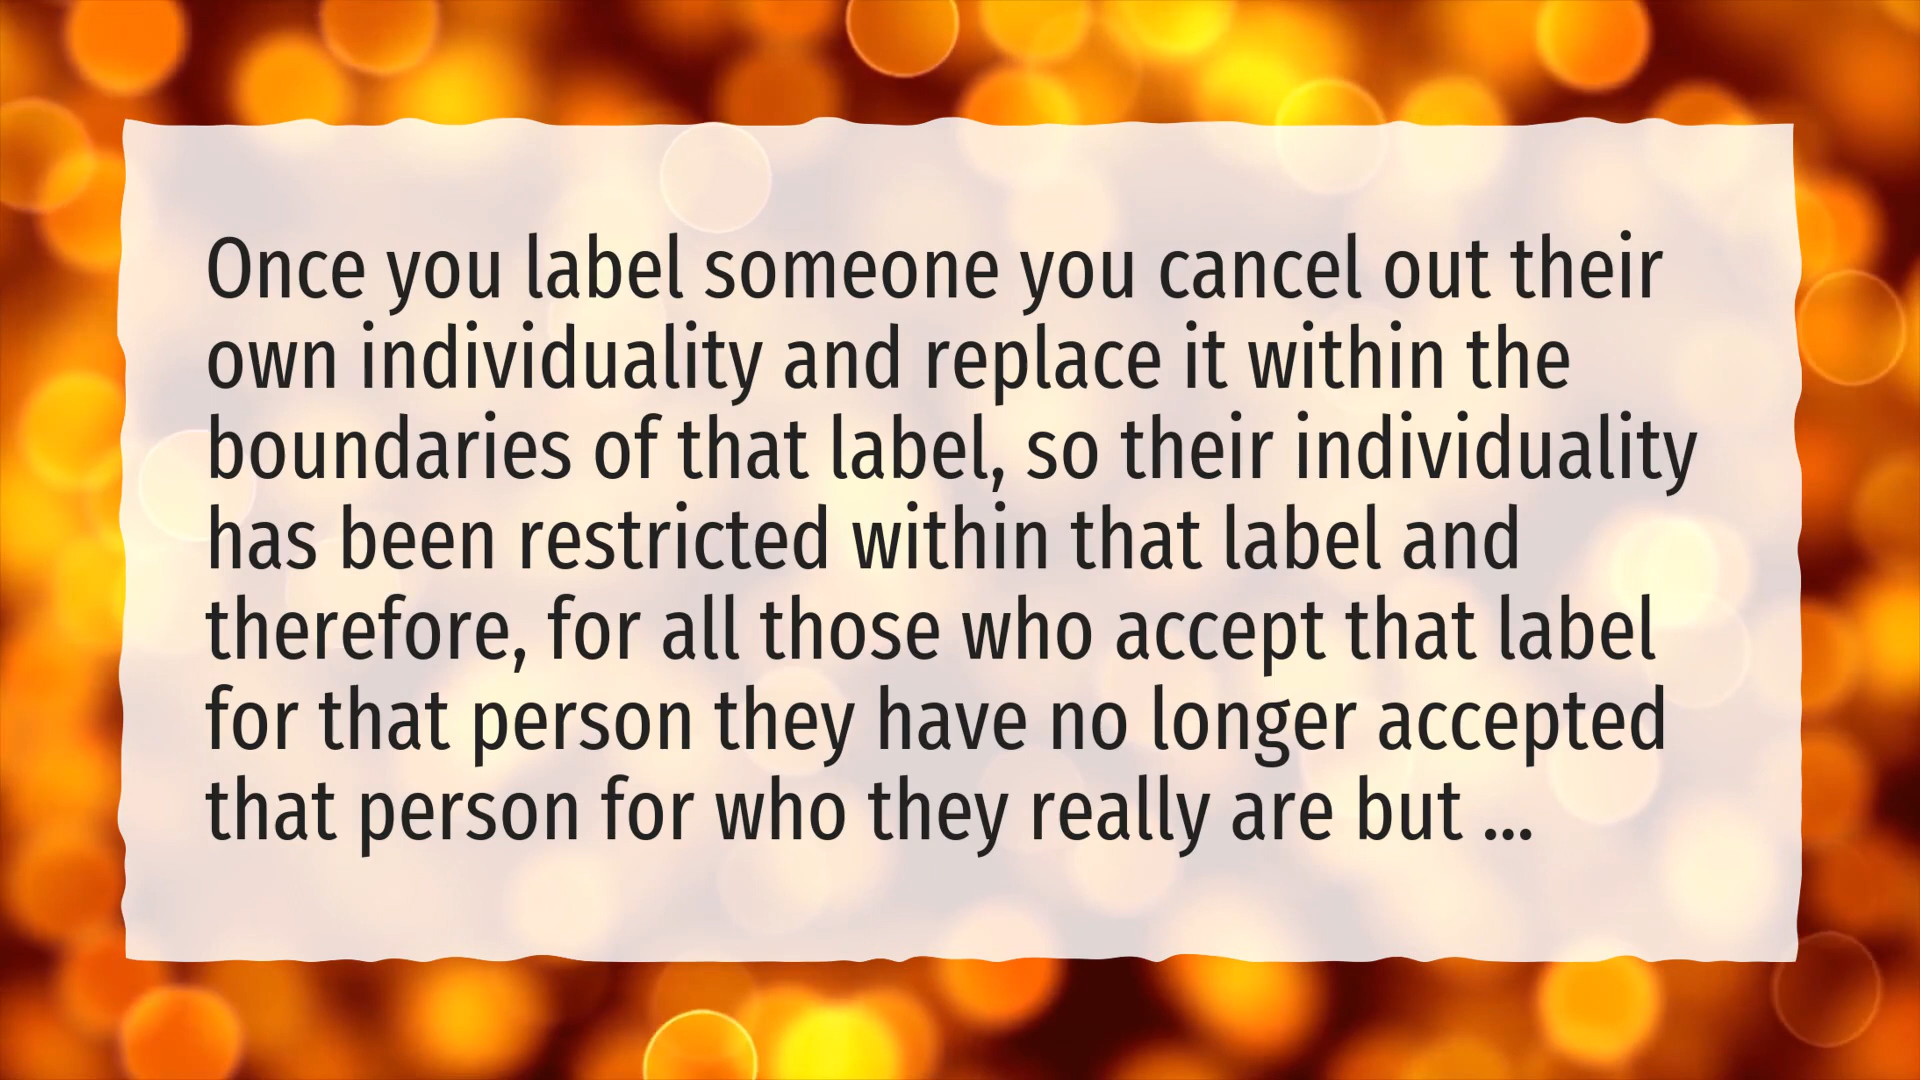 Once you label someone you cancel out their
own individuality and replace it within the
boundaries of that label, so their individuality
has been restricted within that label and
therefore, for all those who accept that label
for that person they have no longer accepted
that person for who they really are but ...